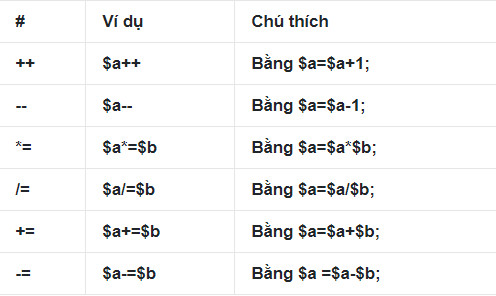 # Ví dụ Chú thích
++ $a++ Bằng $a=$a+1;
-- $a-- Bằng $a=$a-1;
*= $a*=$b Bằng $a=$a*$b;
/= $a/=$b Bằng $a=$a/$b;
+= $a+=$b Bằng $a=$a+$b;
-= $a-=$b Bằng $a =$a-$b;